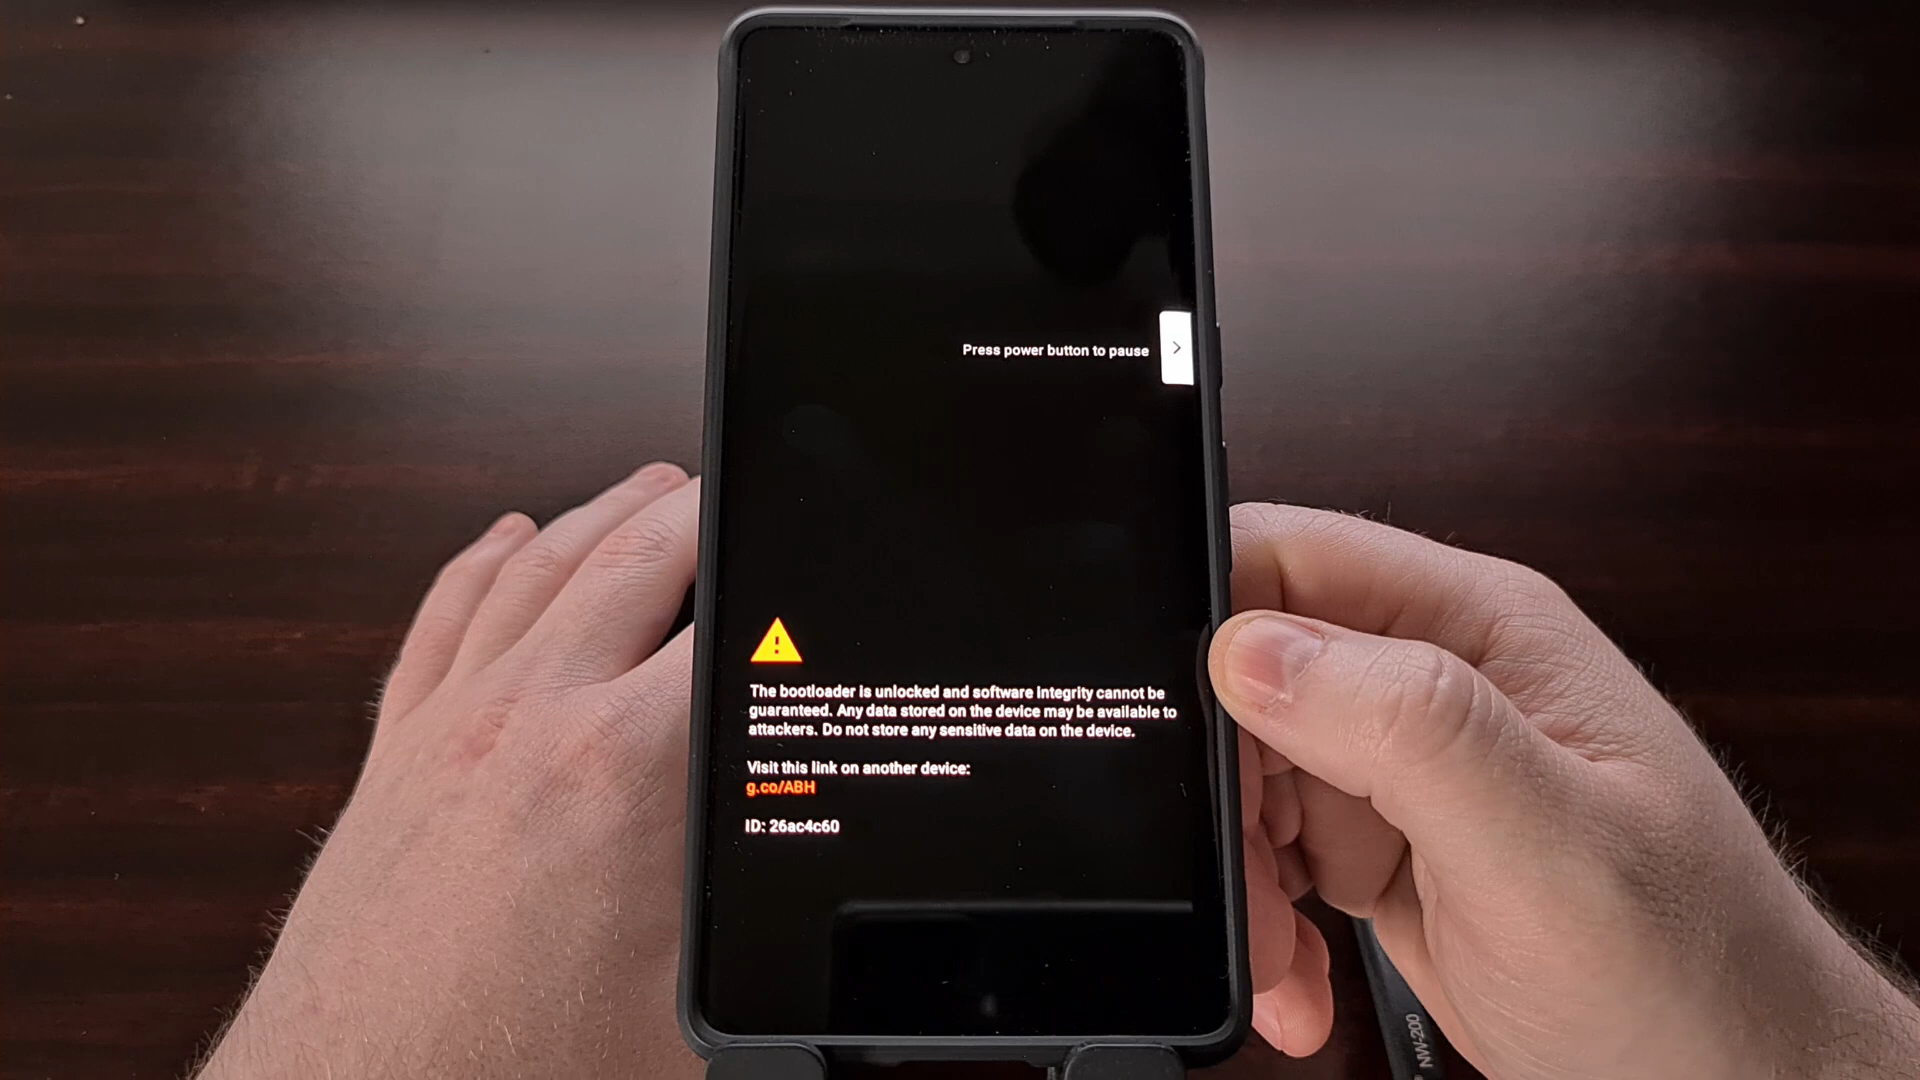 Press power button to pause
The bootloader is unlocked and software integrity cannot be
guaranteed. Any data stored on the device may be available to
attackers. Do not store any sensitive data on the device.
Visit this link on another device:
g.co/ABH
ID: 26ac4c60
NW-200